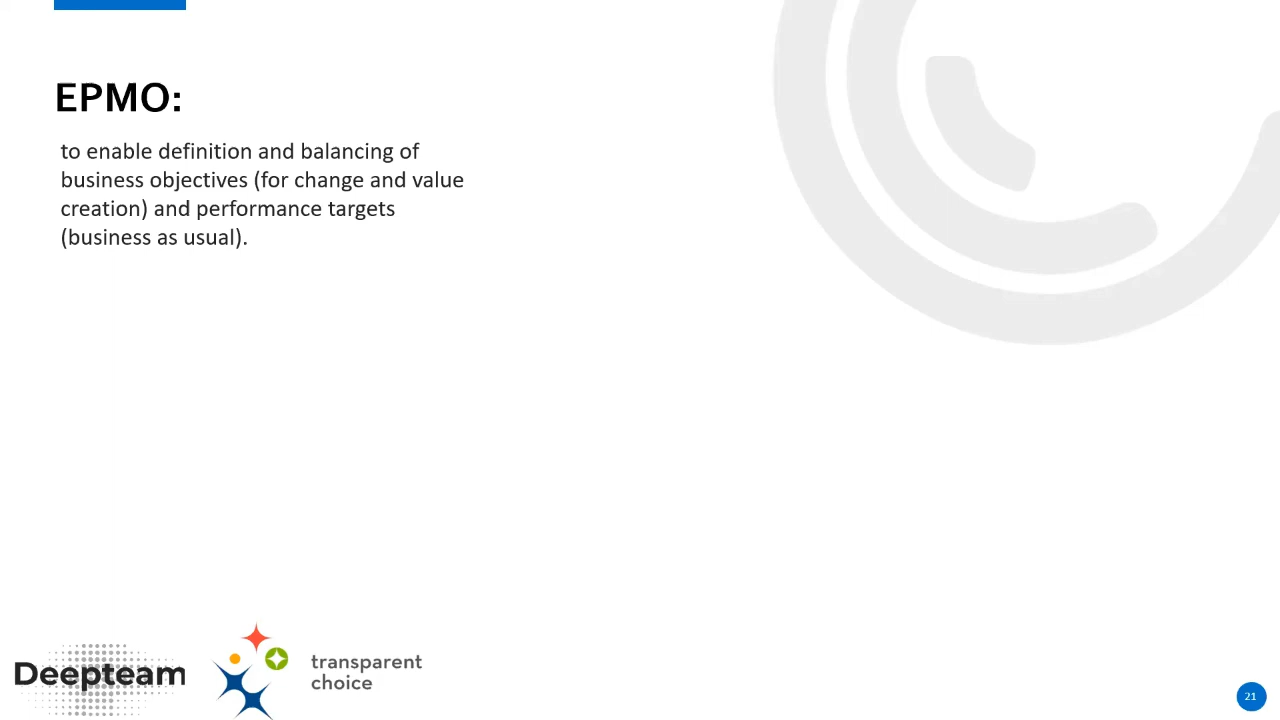 EPMO:
to enable definition and balancing of
business objectives (for change and value
creation) and performance targets
(business as usual).
Deepteam
transparent
choice
21